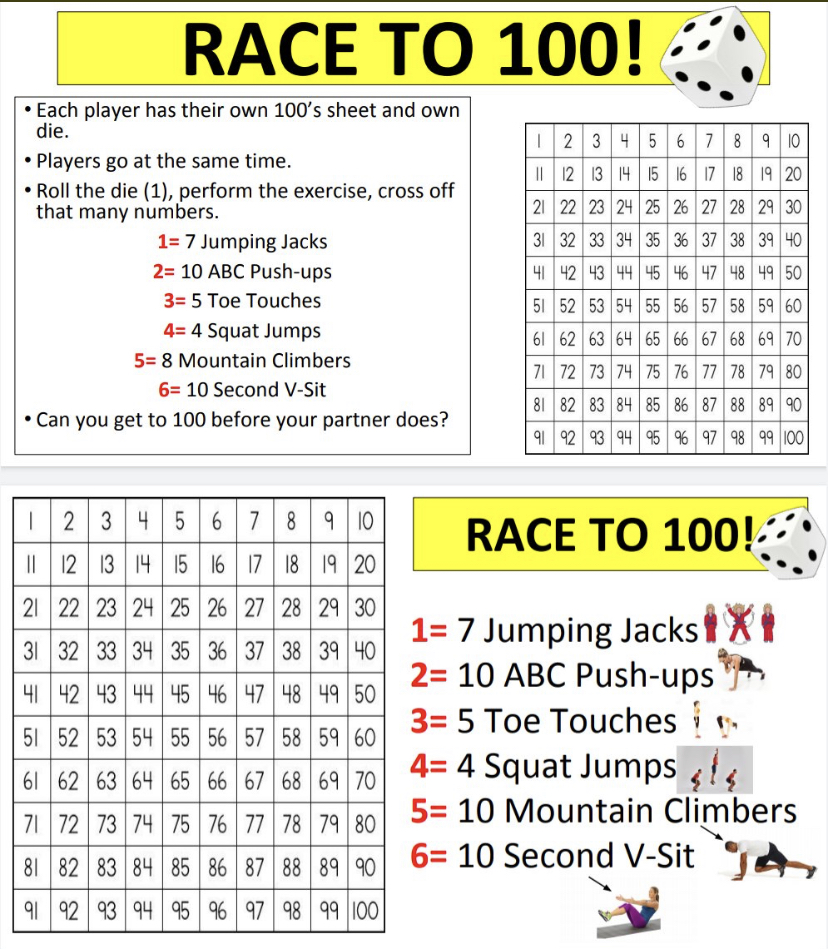 RACE TO 100!
• Each player has their own 100’s sheet and own
die.
• Players go at the same time.
• Roll the die (1), perform the exercise, cross off
that many numbers.
1= 7 Jumping Jacks
2= 10 ABC Push-ups
3= 5 Toe Touches
4= 4 Squat Jumps
5= 8 Mountain Climbers
6= 10 Second V-Sit
• Can you get to 100 before your partner does?
1 2 3 4 5 6 7 8 9 10
11 12 13 14 15 16 17 18 19 20
21 22 23 24 25 26 27 28 29 30
31 32 33 34 35 36 37 38 39 40
41 42 43 44 45 46 47 48 49 50
51 52 53 54 55 56 57 58 59 60
61 62 63 64 65 66 67 68 69 70
71 72 73 74 75 76 77 78 79 80
81 82 83 84 85 86 87 88 89 90
91 92 93 94 95 96 97 98 99 100
1 2 3 4 5 6 7 8 9 10
11 12 13 14 15 16 17 18 19 20
21 22 23 24 25 26 27 28 29 30
31 32 33 34 35 36 37 38 39 40
41 42 43 44 45 46 47 48 49 50
51 52 53 54 55 56 57 58 59 60
61 62 63 64 65 66 67 68 69 70
71 72 73 74 75 76 77 78 79 80
81 82 83 84 85 86 87 88 89 90
91 92 93 94 95 96 97 98 99 100
RACE TO 100!
1= 7 Jumping Jacks
2= 10 ABC Push-ups
3= 5 Toe Touches
4= 4 Squat Jumps
5= 10 Mountain Climbers
6= 10 Second V-Sit